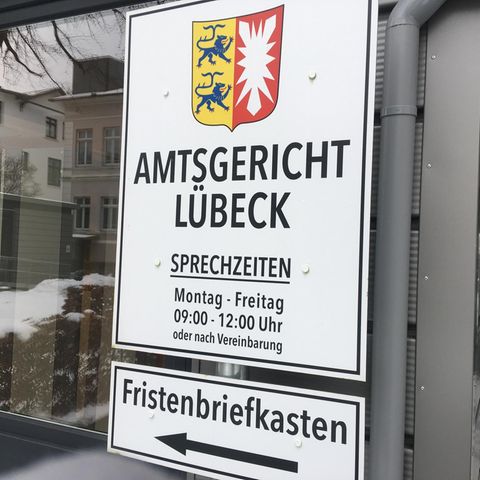 AMTSGERICHT
LÜBECK
SPRECHZEITEN
Montag - Freitag
09:00 - 12:00 Uhr
oder nach Vereinbarung
Fristenbriefkasten